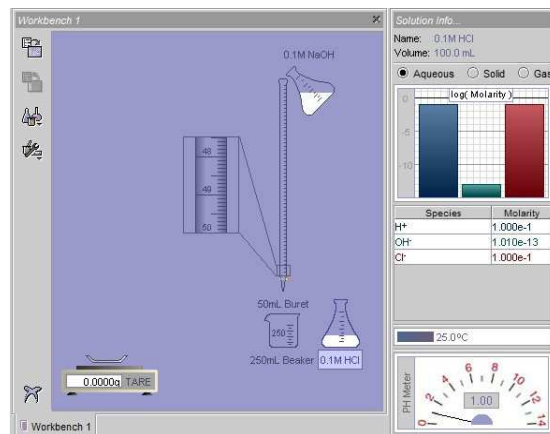 Workbench 1
0.1M NaOH
48
49
50
50mL Buret
250
250mL Beaker
0.1M HCl
0.0000g TARE
Workbench 1
Solution Info...
Name: 0.1M HCl
Volume: 100.0 mL
Aqueous Solid Gas
log( Molarity )
0
-5
-10
Species Molarity
H+ 1.000e-1
OH- 1.010e-13
Cl- 1.000e-1
25.0ºC
PH Meter
0 2 4 6 8 10 12 14
1.00